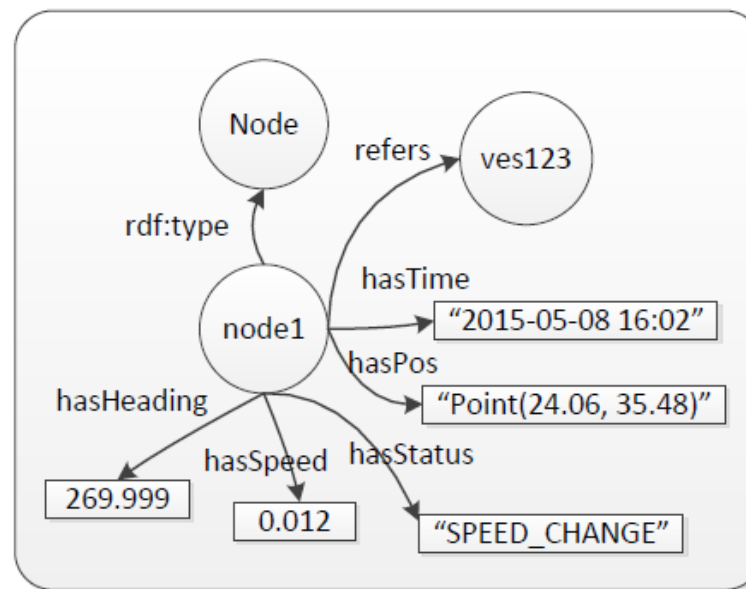 Node
refers
ves123
rdf:type
hasTime
node1
“2015-05-08 16:02”
hasPos
“Point(24.06, 35.48)”
hasHeading
hasSpeed
hasStatus
269.999
0.012
“SPEED_CHANGE”